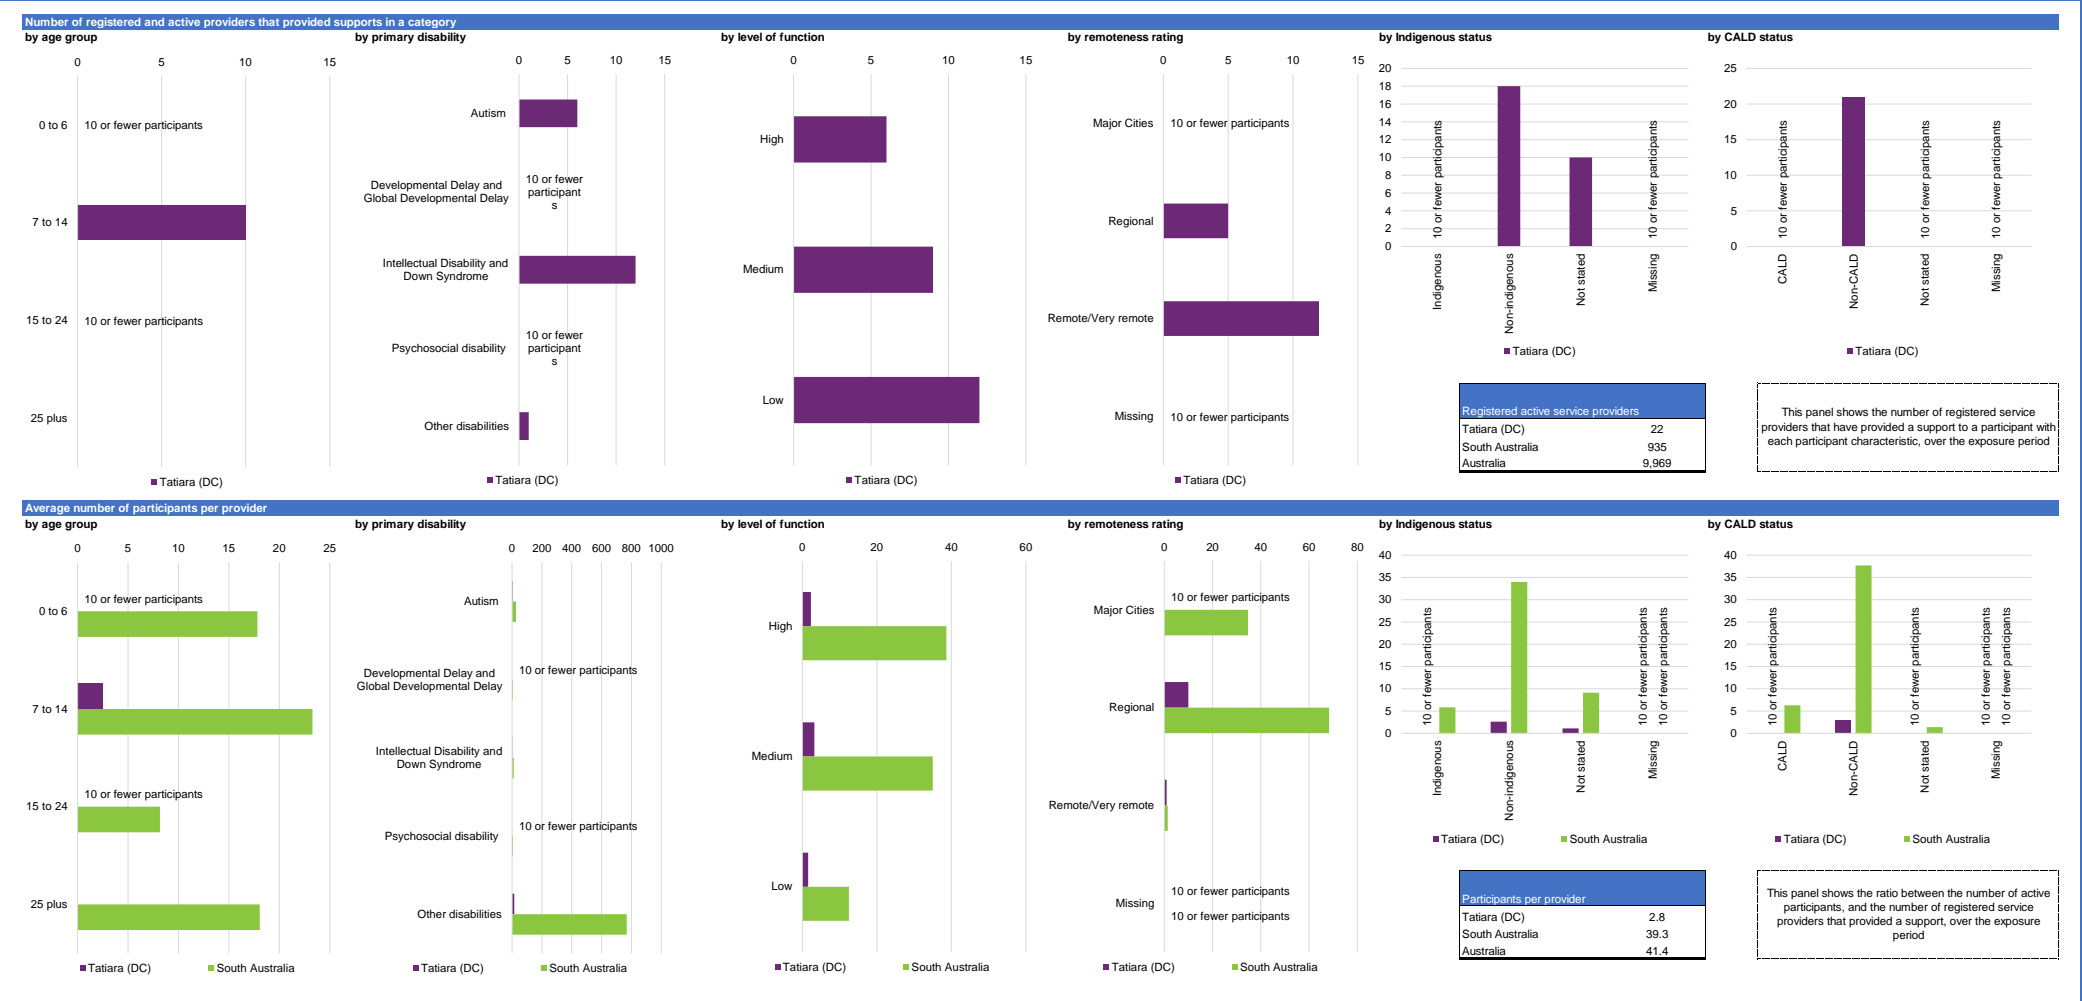 Number of registered and active providers that provided supports in a category
by age group
0 5 10 15
0 to 6
10 or fewer participants
7 to 14
15 to 24
10 or fewer participants
25 plus
Tatiara (DC)
by primary disability
0 5 10 15
Autism
Developmental Delay and
Global Developmental Delay
10 or fewer
participant
s
Intellectual Disability and
Down Syndrome
Psychosocial disability
10 or fewer
participant
s
Other disabilities
Tatiara (DC)
by level of function
0 5 10 15
High
Medium
Low
Tatiara (DC)
by remoteness rating
0 5 10 15
Major Cities
10 or fewer participants
Regional
Remote/Very remote
Missing
10 or fewer participants
Tatiara (DC)
by Indigenous status
20
18
16
14
12
10
8
6
4
2
0
10 or fewer participants
10 or fewer participants
Indigenous
Non-indigenous
Not stated
Missing
Tatiara (DC)
by CALD status
25
20
15
10
5
0
10 or fewer participants
10 or fewer participants
10 or fewer participants
CALD
Non-CALD
Not stated
Missing
Tatiara (DC)
Registered active service providers
Tatiara (DC) 22
South Australia 935
Australia 9,969
This panel shows the number of registered service
providers that have provided a support to a participant with
each participant characteristic, over the exposure period
Average number of participants per provider
by age group
0 5 10 15 20 25
0 to 6
10 or fewer participants
7 to 14
15 to 24
10 or fewer participants
25 plus
Tatiara (DC) South Australia
by primary disability
0 200 400 600 800 1000
Autism
Developmental Delay and
Global Developmental Delay
10 or fewer participants
Intellectual Disability and
Down Syndrome
Psychosocial disability
10 or fewer participants
Other disabilities
Tatiara (DC) South Australia
by level of function
0 20 40 60
High
Medium
Low
Tatiara (DC) South Australia
by remoteness rating
0 20 40 60 80
Major Cities
10 or fewer participants
Regional
Remote/Very remote
Missing
10 or fewer participants
10 or fewer participants
Tatiara (DC) South Australia
by Indigenous status
40
35
30
25
20
15
10
5
0
10 or fewer participants
10 or fewer participants
10 or fewer participants
Indigenous
Non-indigenous
Not stated
Missing
Tatiara (DC) South Australia
by CALD status
40
35
30
25
20
15
10
5
0
10 or fewer participants
10 or fewer participants
10 or fewer participants
10 or fewer participants
CALD
Non-CALD
Not stated
Missing
Tatiara (DC) South Australia
Participants per provider
Tatiara (DC) 2.8
South Australia 39.3
Australia 41.4
This panel shows the ratio between the number of active
participants, and the number of registered service
providers that provided a support, over the exposure
period